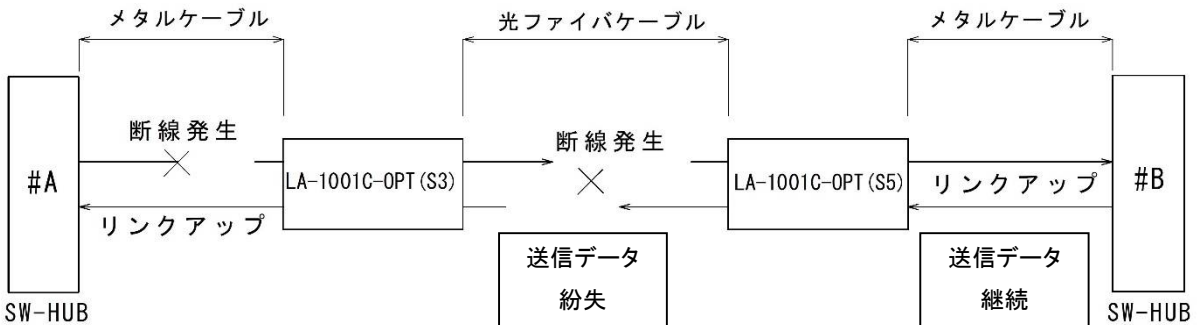 メタルケーブル
光ファイバケーブル
メタルケーブル
断線発生
断線発生
#A
LA-1001C-OPT(S3)
LA-1001C-OPT(S5)
リンクアップ
#B
リンクアップ
送信データ
紛失
送信データ
継続
SW-HUB
SW-HUB